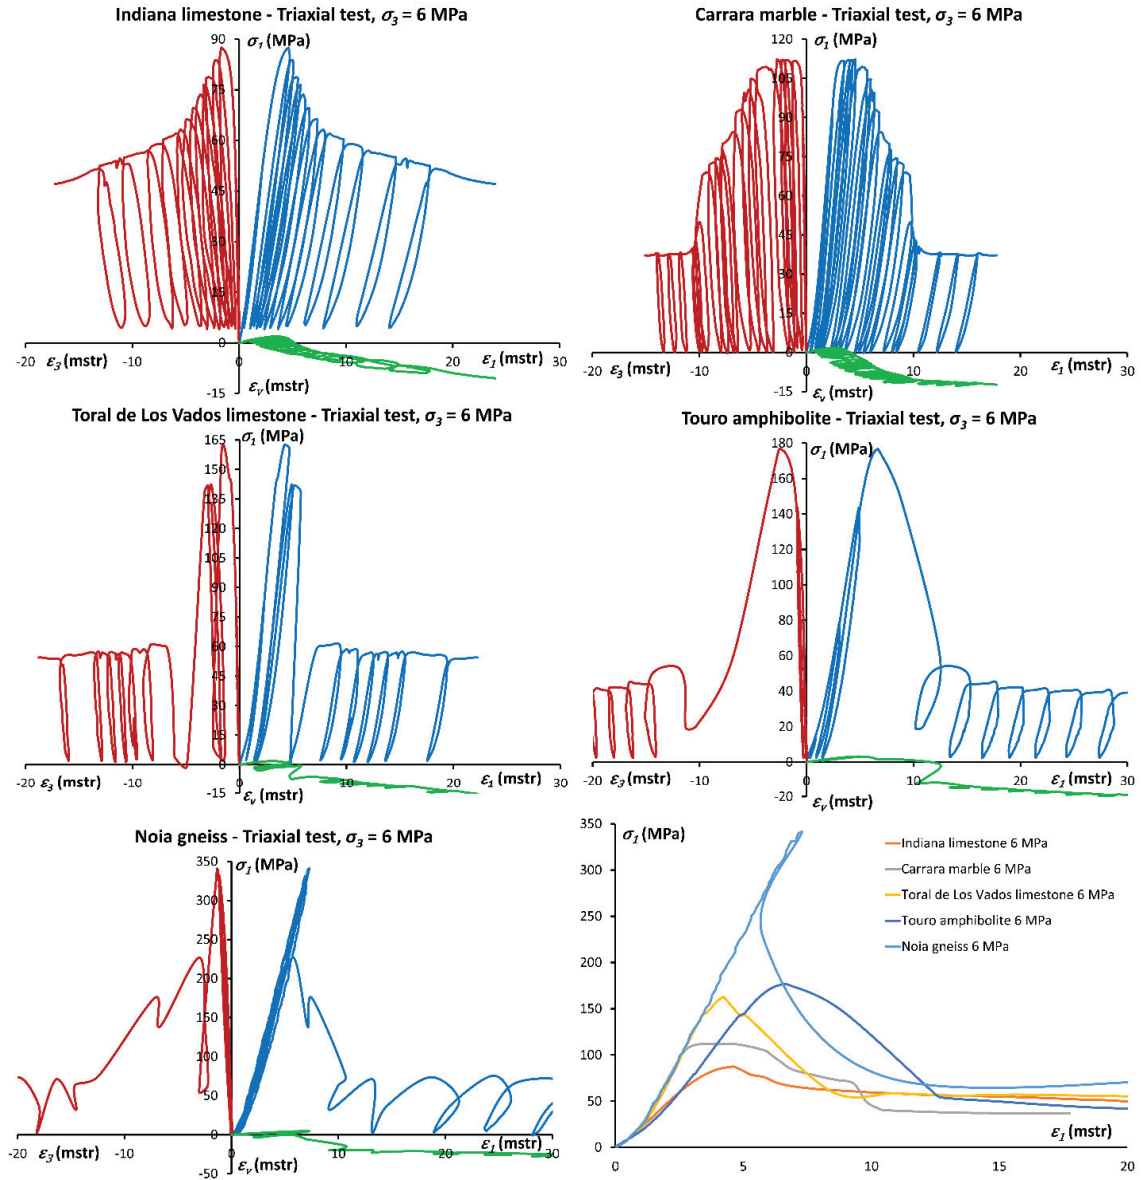 Indiana limestone - Triaxial test, σ3 = 6 MPa
σ1 (MPa)
90
75
60
45
30
15
0
-15
-20
-10
0
10
20
30
ε3 (mstr)
ε1 (mstr)
εv (mstr)
Carrara marble - Triaxial test, σ3 = 6 MPa
σ1 (MPa)
120
105
90
75
60
45
30
15
0
-15
-20
-10
0
10
20
30
ε3 (mstr)
ε1 (mstr)
εv (mstr)
Toral de Los Vados limestone - Triaxial test, σ3 = 6 MPa
σ1 (MPa)
165
150
135
120
105
90
75
60
45
30
15
0
-15
-20
-10
0
10
20
30
ε3 (mstr)
ε1 (mstr)
εv (mstr)
Touro amphibolite - Triaxial test, σ3 = 6 MPa
σ1 (MPa)
180
160
140
120
100
80
60
40
20
0
-20
-20
-10
0
10
20
30
ε3 (mstr)
ε1 (mstr)
εv (mstr)
Noia gneiss - Triaxial test, σ3 = 6 MPa
σ1 (MPa)
350
300
250
200
150
100
50
0
-50
-20
-10
0
10
20
30
ε3 (mstr)
ε1 (mstr)
εv (mstr)
σ1 (MPa)
350
300
250
200
150
100
50
0
0
5
10
15
20
ε1 (mstr)
Indiana limestone 6 MPa
Carrara marble 6 MPa
Toral de Los Vados limestone 6 MPa
Touro amphibolite 6 MPa
Noia gneiss 6 MPa